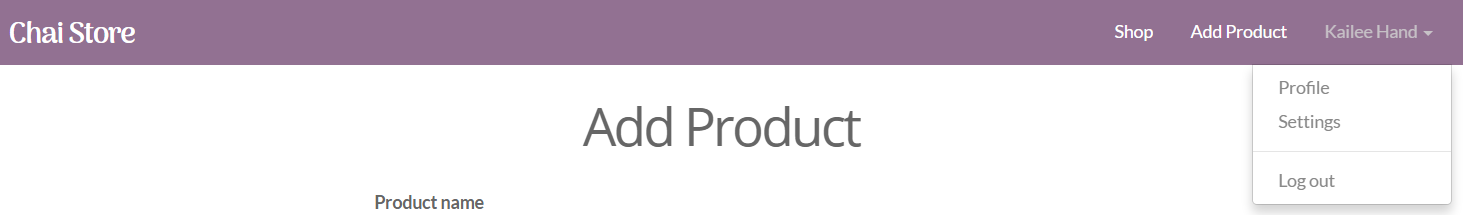 Chai Store
Shop Add Product Kailee Hand
Profile
Settings
Log out
Add Product
Product name